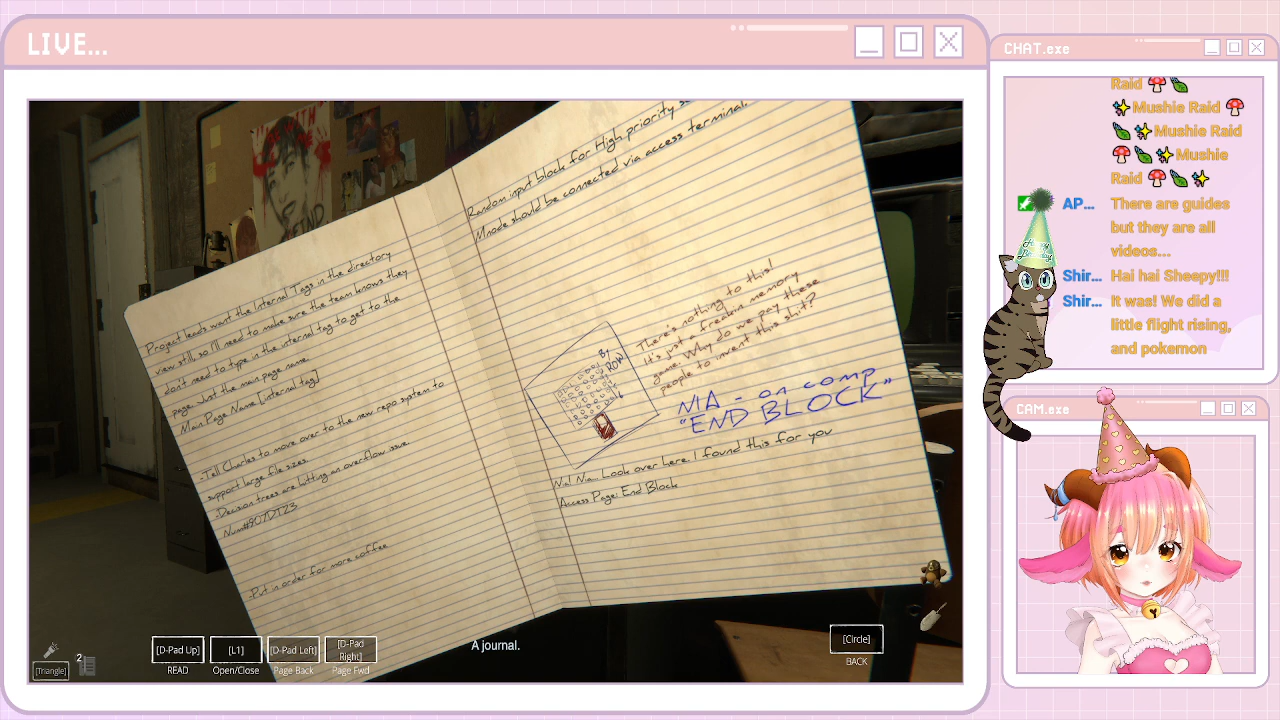 LIVE...
Random input block for High priority
Mnode should be connected via access terminal.
Project leads want the Internal Tags in the directory
view still, so I'll need to make sure the team knows they
don't need to type in the internal tag to get to the
page. Just the main page name.
Main Page Name [internal tag]
-Tell Charles to move over to the new repo system to
support large file sizes.
-Decision trees are hitting an overflow issue.
-Put in order for more coffee.
There's nothing to this!
It's just a freakin memory
game. Why do we pay these
people to invent this shit?
By
ROW
NIA - on comp
"END BLOCK"
Nia! Nia... Look over here. I found this for you
Access Page: End Block
A journal.
[Triangle]
2
[D-Pad Up]
READ
[L1]
Open/Close
[D-Pad Left]
Page Back
[D-Pad
Right]
Page Fwd
[Circle]
BACK
CHAT.exe
Raid
Mushie Raid
Mushie Raid
Mushie
Raid
AP... There are guides
but they are all
videos...
Shir... Hai hai Sheepy!!!
Shir... It was! We did a
little flight rising,
and pokemon
CAM.exe